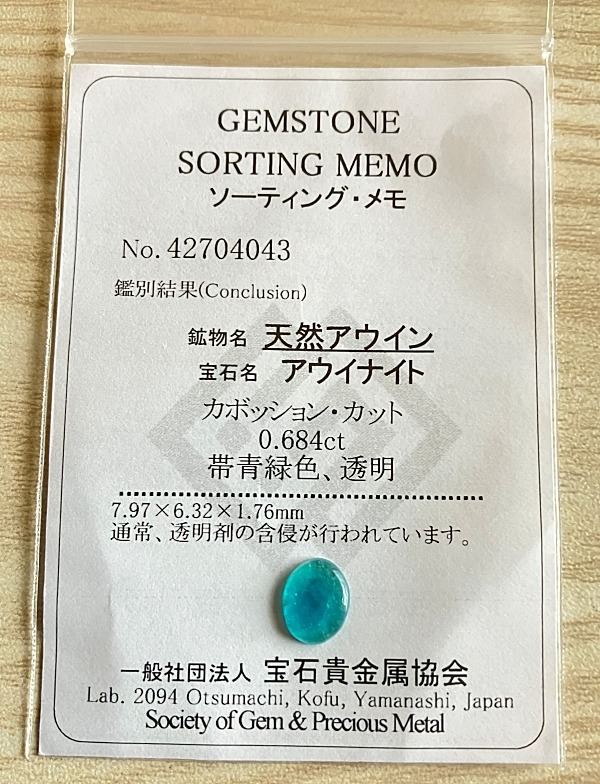 GEMSTONE
SORTING MEMO
ソーティング・メモ
No. 42704043
鑑別結果(Conclusion)
鉱物名 天然アウイン
宝石名 アウイナイト
カボッション・カット
0.684ct
帯青緑色、透明
7.97×6.32×1.76mm
通常、透明剤の含侵が行われています。
一般社団法人 宝石貴金属協会
Lab. 2094 Otsumachi, Kofu, Yamanashi, Japan
Society of Gem & Precious Metal